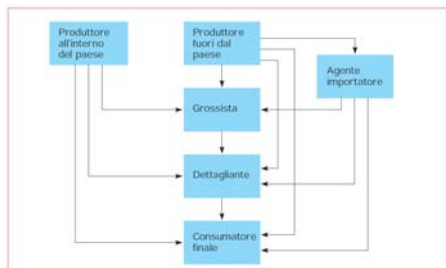 Produttore
all'interno
del paese
Produttore
fuori dal
paese
Agente
importatore
Grossista
Dettagliante
Consumatore
finale